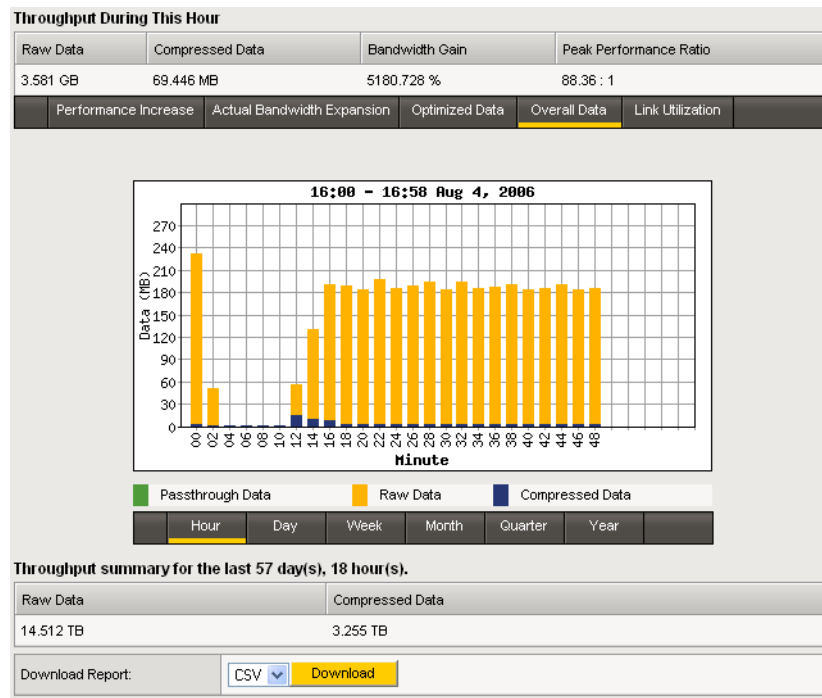 Throughput During This Hour
Raw Data Compressed Data Bandwidth Gain Peak Performance Ratio
3.581 GB 69.446 MB 5180.728 % 88.36 : 1
Performance Increase Actual Bandwidth Expansion Optimized Data Overall Data Link Utilization
16:00 - 16:58 Aug 4, 2006
270
240
210
180
150
120
90
60
30
0
Data (MB)
00 02 04 06 08 10 12 14 16 18 20 22 24 26 28 30 32 34 36 38 40 42 44 46 48
Minute
Passthrough Data Raw Data Compressed Data
Hour Day Week Month Quarter Year
Throughput summary for the last 57 day(s), 18 hour(s).
Raw Data Compressed Data
14.512 TB 3.255 TB
Download Report: CSV Download